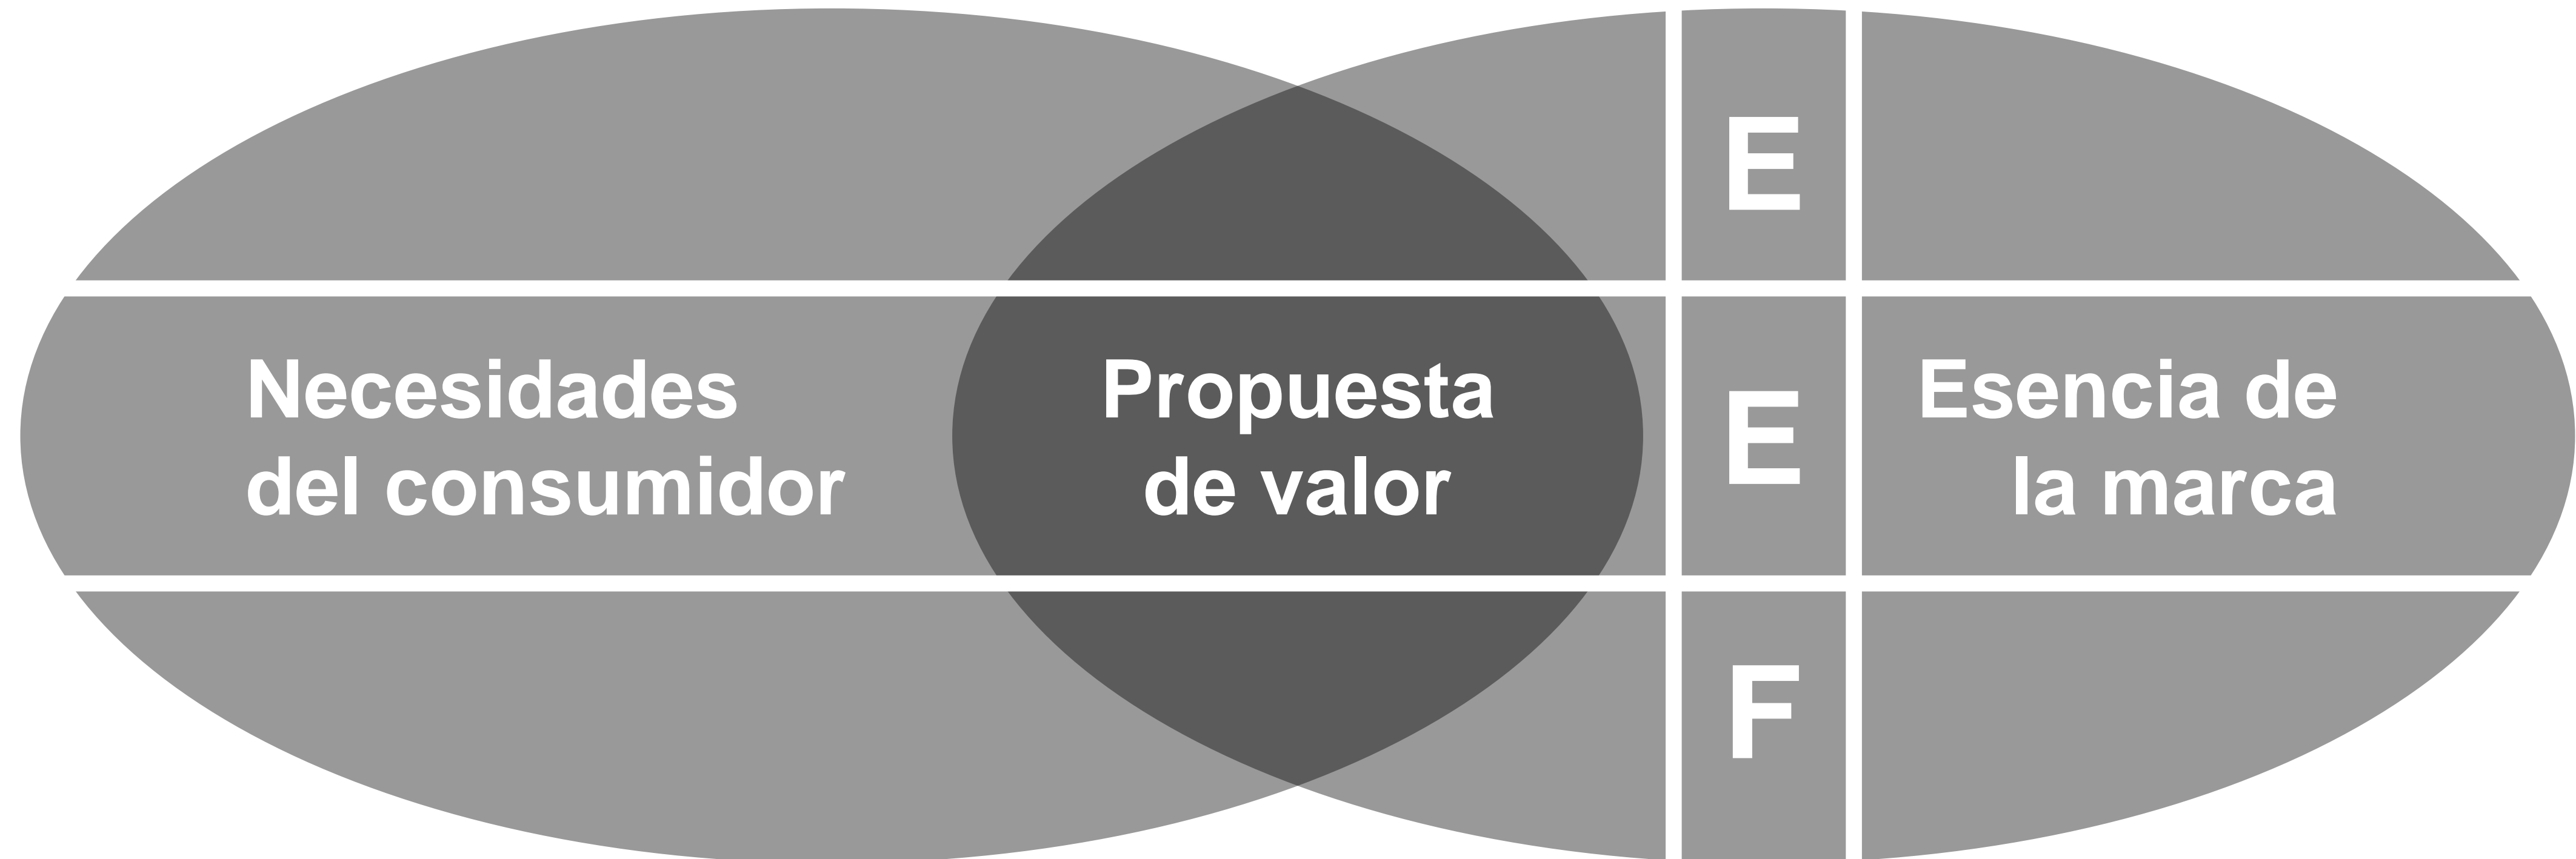 Necesidades
del consumidor
Propuesta
de valor
E
E
F
Esencia de
la marca